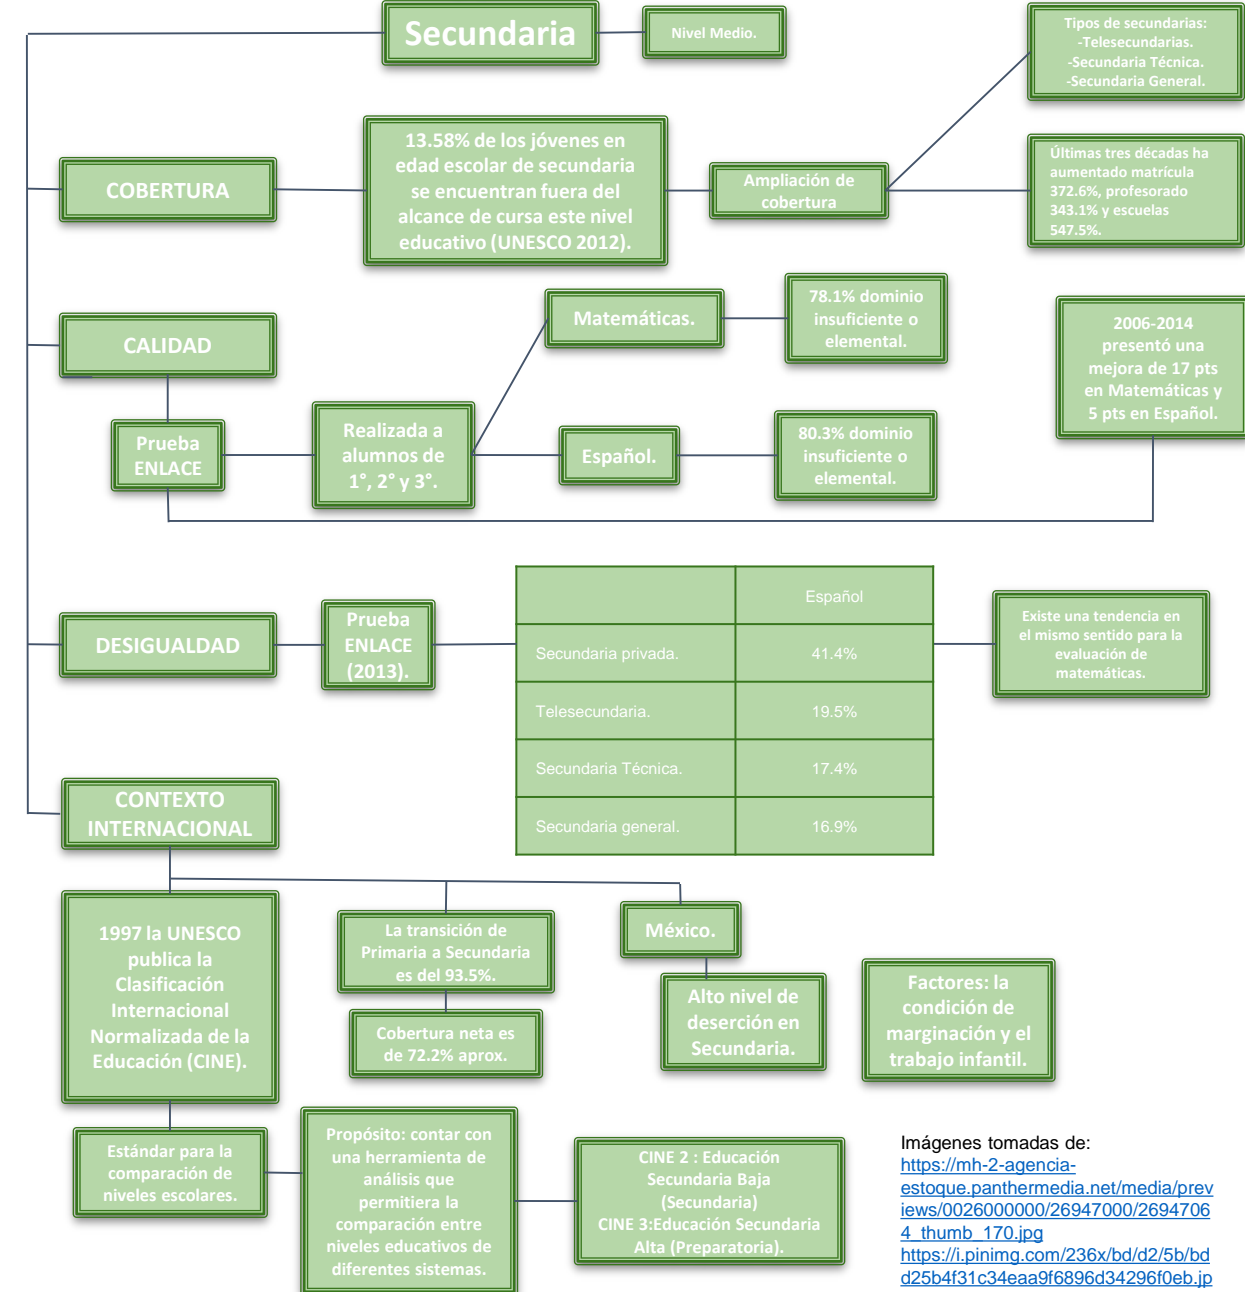 Secundaria
Nivel Medio.
Tipos de secundarias:
-Telesecundarias.
-Secundaria Técnica.
-Secundaria General.
COBERTURA
13.58% de los jóvenes en
edad escolar de secundaria
se encuentran fuera del
alcance de cursa este nivel
educativo (UNESCO 2012).
Ampliación de
cobertura
Últimas tres décadas ha
aumentado matrícula
372.6%, profesorado
343.1% y escuelas
547.5%.
CALIDAD
Matemáticas.
78.1% dominio
insuficiente o
elemental.
2006-2014
presentó una
mejora de 17 pts
en Matemáticas y
5 pts en Español.
Prueba
ENLACE
Realizada a
alumnos de
1°, 2° y 3°.
Español.
80.3% dominio
insuficiente o
elemental.
DESIGUALDAD
Prueba
ENLACE
(2013).
Español
Secundaria privada. 41.4%
Telesecundaria. 19.5%
Secundaria Técnica. 17.4%
Secundaria general. 16.9%
Existe una tendencia en
el mismo sentido para la
evaluación de
matemáticas.
CONTEXTO
INTERNACIONAL
1997 la UNESCO
publica la
Clasificación
Internacional
Normalizada de la
Educación (CINE).
La transición de
Primaria a Secundaria
es del 93.5%.
Cobertura neta es
de 72.2% aprox.
México.
Alto nivel de
deserción en
Secundaria.
Factores: la
condición de
marginación y el
trabajo infantil.
Estándar para la
comparación de
niveles escolares.
Propósito: contar con
una herramienta de
análisis que
permitiera la
comparación entre
niveles educativos de
diferentes sistemas.
CINE 2 : Educación
Secundaria Baja
(Secundaria)
CINE 3:Educación Secundaria
Alta (Preparatoria).
Imágenes tomadas de:
https://mh-2-agencia-
estoque.panthermedia.net/media/prev
iews/0026000000/26947000/2694706
4_thumb_170.jpg
https://i.pinimg.com/236x/bd/d2/5b/bd
d25b4f31c34eaa9f6896d34296f0eb.jp